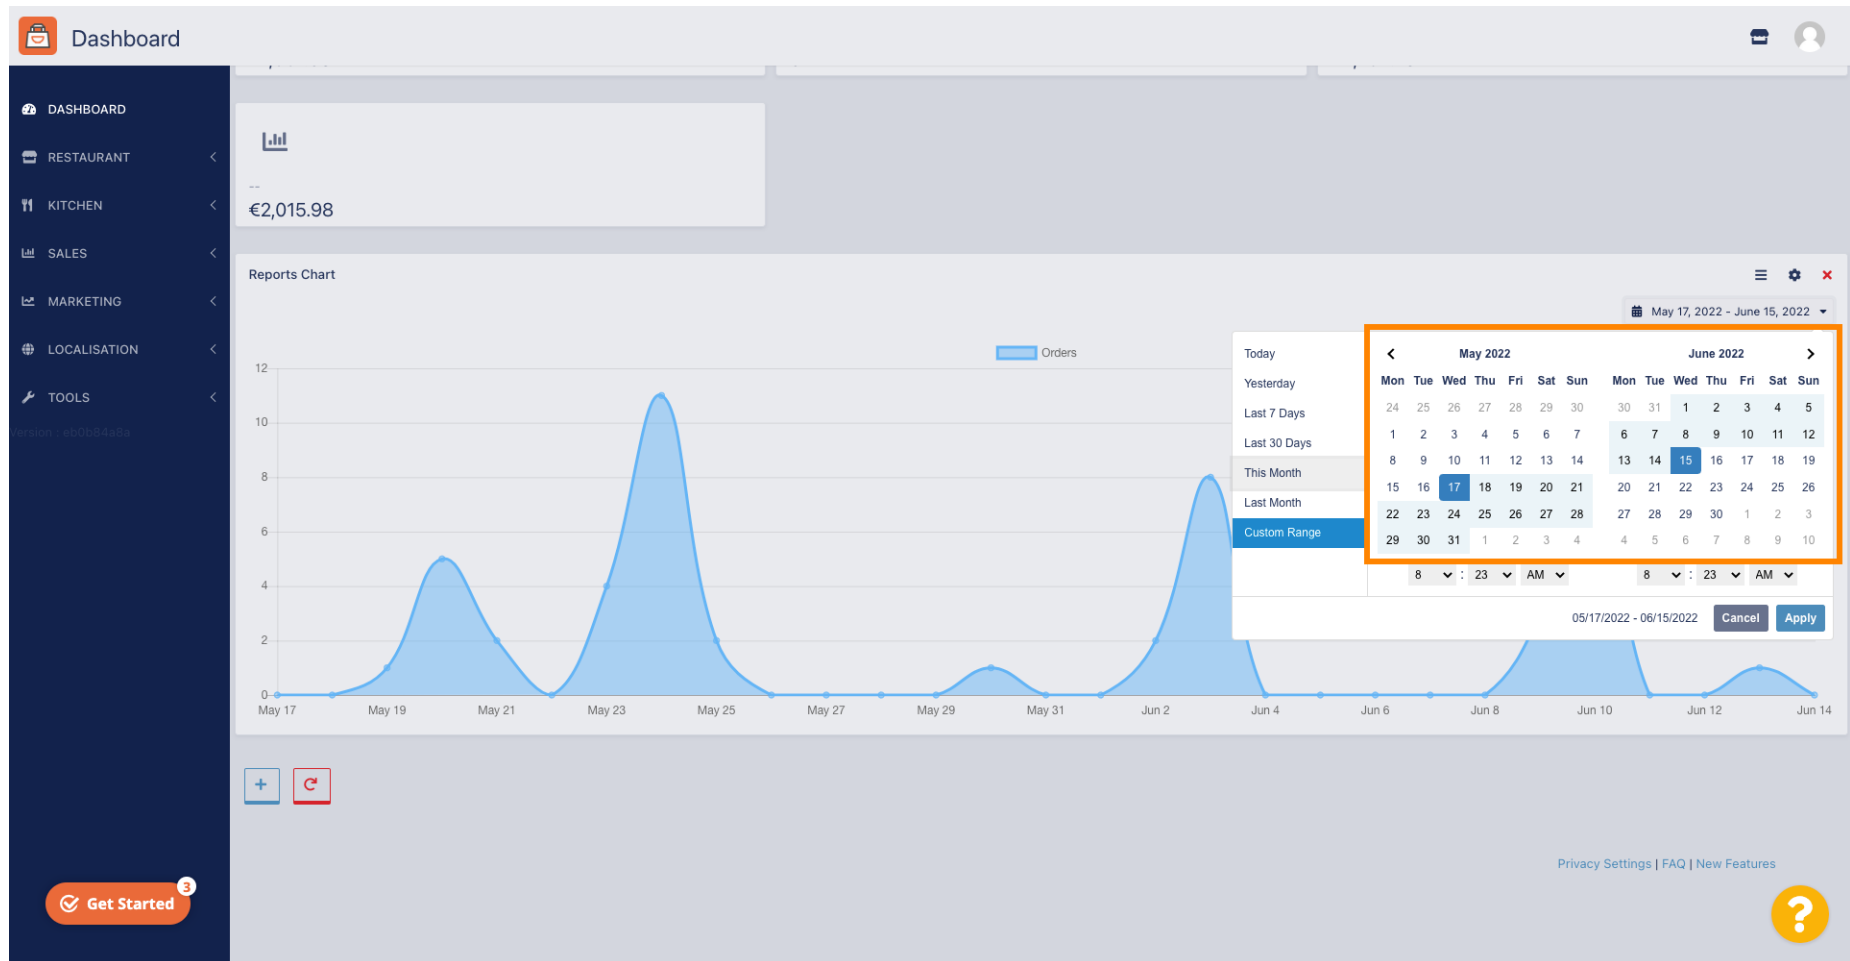 Dashboard
DASHBOARD
RESTAURANT
KITCHEN
SALES
MARKETING
LOCALISATION
TOOLS
Version : eb0b84a8a
--
€2,015.98
Reports Chart
May 17, 2022 - June 15, 2022
Orders
12
10
8
6
4
2
0
May 17 May 19 May 21 May 23 May 25 May 27 May 29 May 31 Jun 2 Jun 4 Jun 6 Jun 8 Jun 10 Jun 12 Jun 14
Today
Yesterday
Last 7 Days
Last 30 Days
This Month
Last Month
Custom Range
May 2022
Mon Tue Wed Thu Fri Sat Sun
24 25 26 27 28 29 30
1 2 3 4 5 6 7
8 9 10 11 12 13 14
15 16 17 18 19 20 21
22 23 24 25 26 27 28
29 30 31 1 2 3 4
8 : 23 AM
June 2022
Mon Tue Wed Thu Fri Sat Sun
30 31 1 2 3 4 5
6 7 8 9 10 11 12
13 14 15 16 17 18 19
20 21 22 23 24 25 26
27 28 29 30 1 2 3
4 5 6 7 8 9 10
8 : 23 AM
05/17/2022 - 06/15/2022 Cancel Apply
Privacy Settings | FAQ | New Features
Get Started
3
?